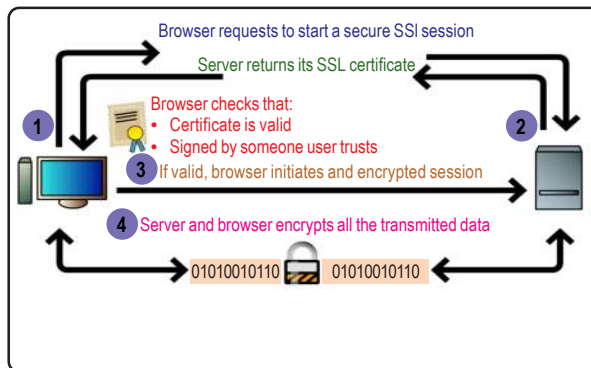 Browser requests to start a secure SSl session
Server returns its SSL certificate
1
Browser checks that:
• Certificate is valid
• Signed by someone user trusts
2
3 If valid, browser initiates and encrypted session
4 Server and browser encrypts all the transmitted data
01010010110 01010010110